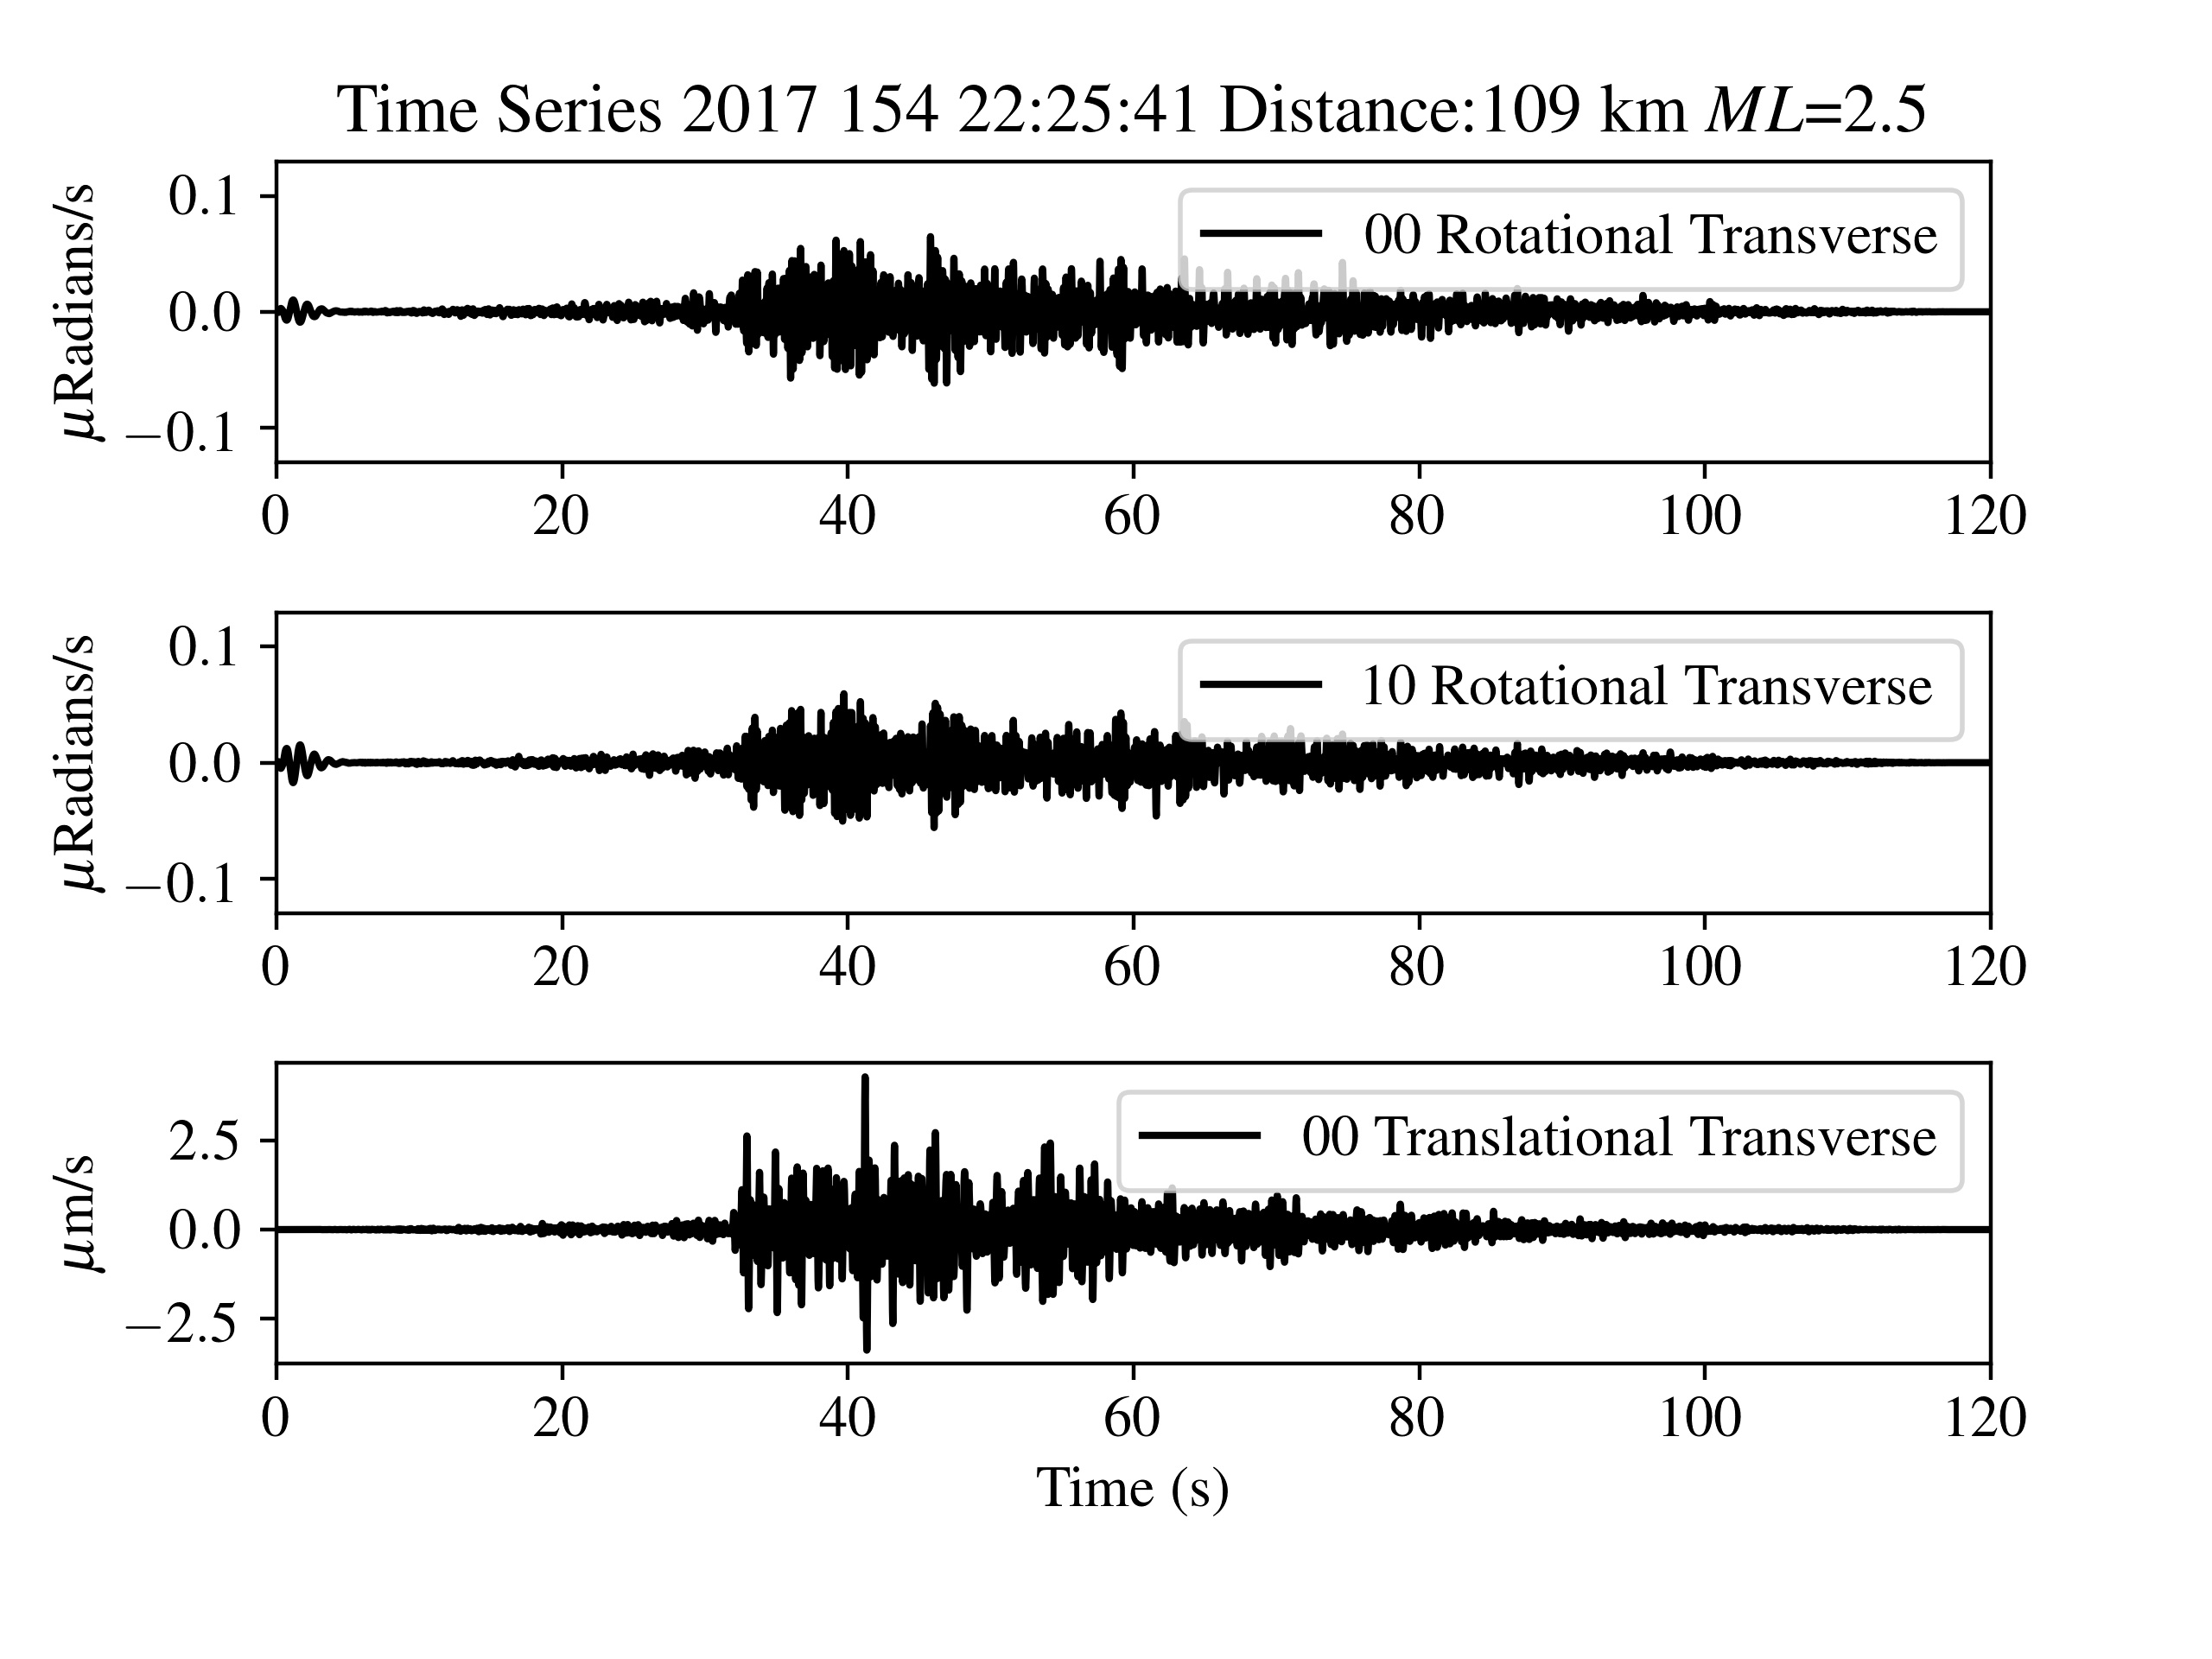 Time Series 2017 154 22:25:41 Distance:109 km ML=2.5
μRadians/s
0.1
0.0
−0.1
00 Rotational Transverse
0 20 40 60 80 100 120
μRadians/s
0.1
0.0
−0.1
10 Rotational Transverse
0 20 40 60 80 100 120
μm/s
2.5
0.0
−2.5
00 Translational Transverse
0 20 40 60 80 100 120
Time (s)